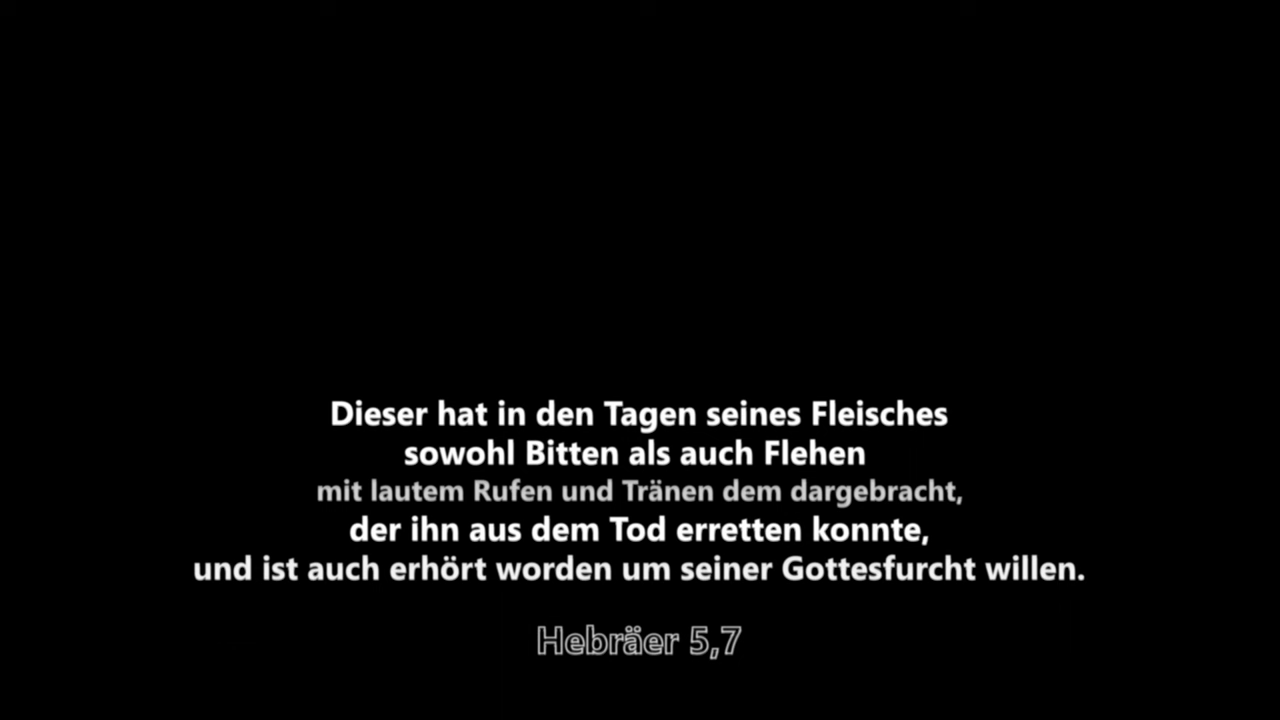 Dieser hat in den Tagen seines Fleisches
sowohl Bitten als auch Flehen
mit lautem Rufen und Tränen dem dargebracht,
der ihn aus dem Tod erretten konnte,
und ist auch erhört worden um seiner Gottesfurcht willen.
Hebräer 5,7